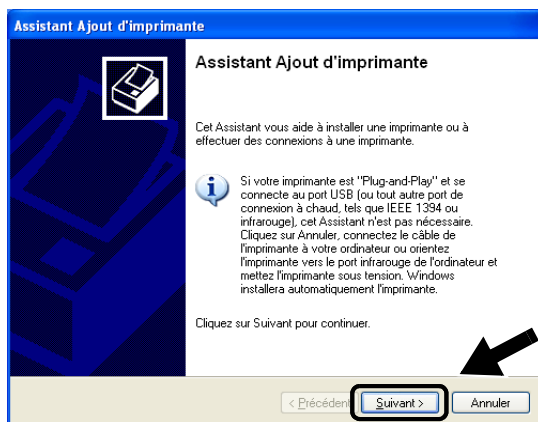 Assistant Ajout d'imprimante
Assistant Ajout d'imprimante
Cet Assistant vous aide à installer une imprimante ou à
effectuer des connexions à une imprimante.
Si votre imprimante est "Plug-and-Play" et se
connecte au port USB (ou tout autre port de
connexion à chaud, tels que IEEE 1394 ou
infrarouge), cet Assistant n'est pas nécessaire.
Cliquez sur Annuler, connectez le câble de
l'imprimante à votre ordinateur ou orientez
l'imprimante vers le port infrarouge de l'ordinateur et
mettez l'imprimante sous tension. Windows
installera automatiquement l'imprimante.
Cliquez sur Suivant pour continuer.
< Précédent Suivant > Annuler